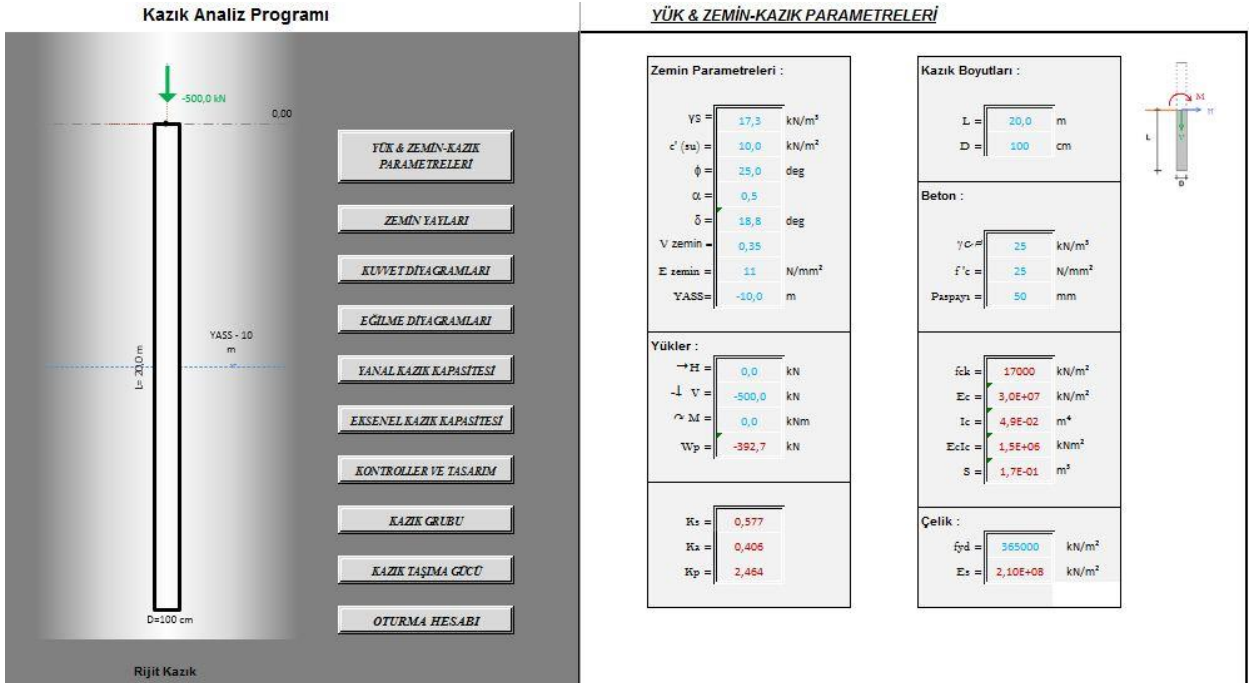 Kazık Analiz Programı
-500,0 kN
0,00
YASS - 10
m
L= 20,0 m
D=100 cm
Rijit Kazık
YÜK & ZEMİN-KAZIK
PARAMETRELERİ
ZEMİN YAYLARI
KUVVET DİYAGRAMLARI
EĞİLME DİYAGRAMLARI
YANAL KAZIK KAPASİTESİ
EKSENEL KAZIK KAPASİTESİ
KONTROLLER VE TASARIM
KAZIK GRUBU
KAZIK TAŞIMA GÜCÜ
OTURMA HESABI
YÜK & ZEMİN-KAZIK PARAMETRELERİ
Zemin Parametreleri :
γs = 17,3 kN/m³
c' (su) = 10,0 kN/m²
ϕ = 25,0 deg
α = 0,5
δ = 18,8 deg
V zemin = 0,35
E zemin = 11 N/mm²
YASS= -10,0 m
Yükler :
→H = 0,0 kN
-↓ V = -500,0 kN
↷ M = 0,0 kNm
Wp = -392,7 kN
Ks = 0,577
Ka = 0,406
Kp = 2,464
Kazık Boyutları :
L = 20,0 m
D = 100 cm
Beton :
γc= 25 kN/m³
f 'c = 25 N/mm²
Paspayı = 50 mm
fck = 17000 kN/m²
Ec = 3,0E+07 kN/m²
Ic = 4,9E-02 m⁴
EcIc = 1,5E+06 kNm²
S = 1,7E-01 m³
Çelik :
fyd = 365000 kN/m²
Es = 2,10E+08 kN/m²
M
H
V
L
D